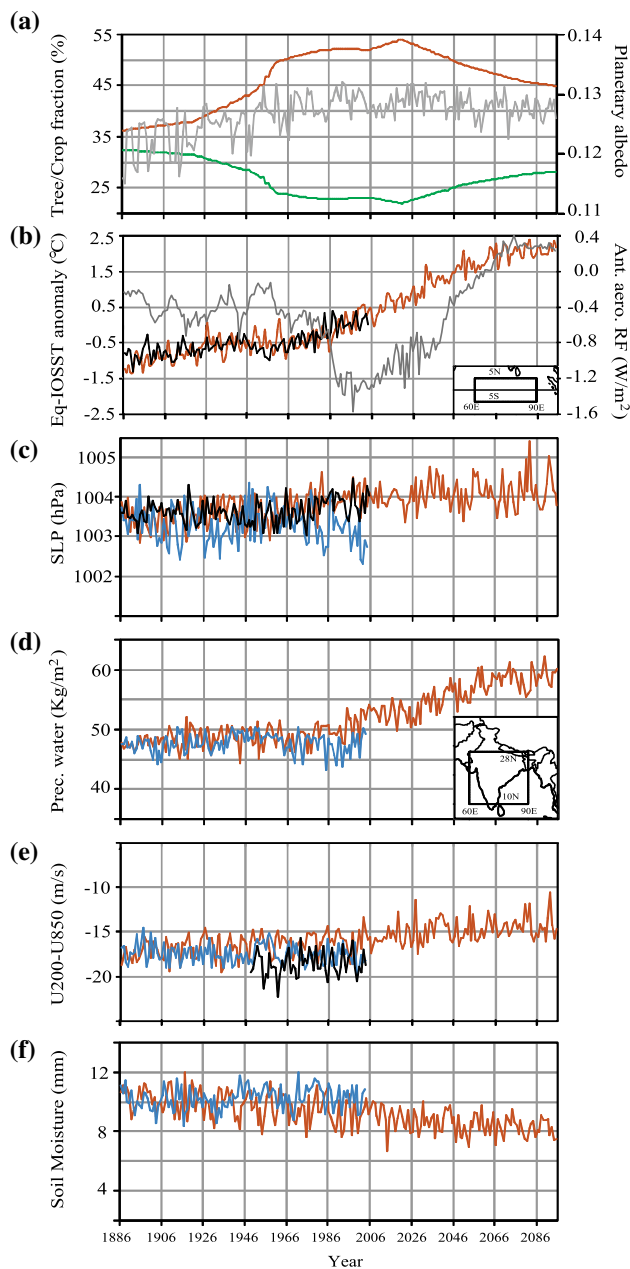 (a)
Tree/Crop fraction (%)
55
45
35
25
0.14
0.13
0.12
0.11
Planetary albedo
(b)
Eq-IOSST anomaly (°C)
2.5
1.5
0.5
-0.5
-1.5
-2.5
0.4
0.0
-0.4
-0.8
-1.2
-1.6
Ant. aero. RF (W/m²)
5N
5S
60E 90E
(c)
SLP (hPa)
1005
1004
1003
1002
(d)
Prec. water (Kg/m²)
60
50
40
28N
10N
60E 90E
(e)
U200-U850 (m/s)
-10
-15
-20
(f)
Soil Moisture (mm)
12
8
4
1886 1906 1926 1946 1966 1986 2006 2026 2046 2066 2086
Year